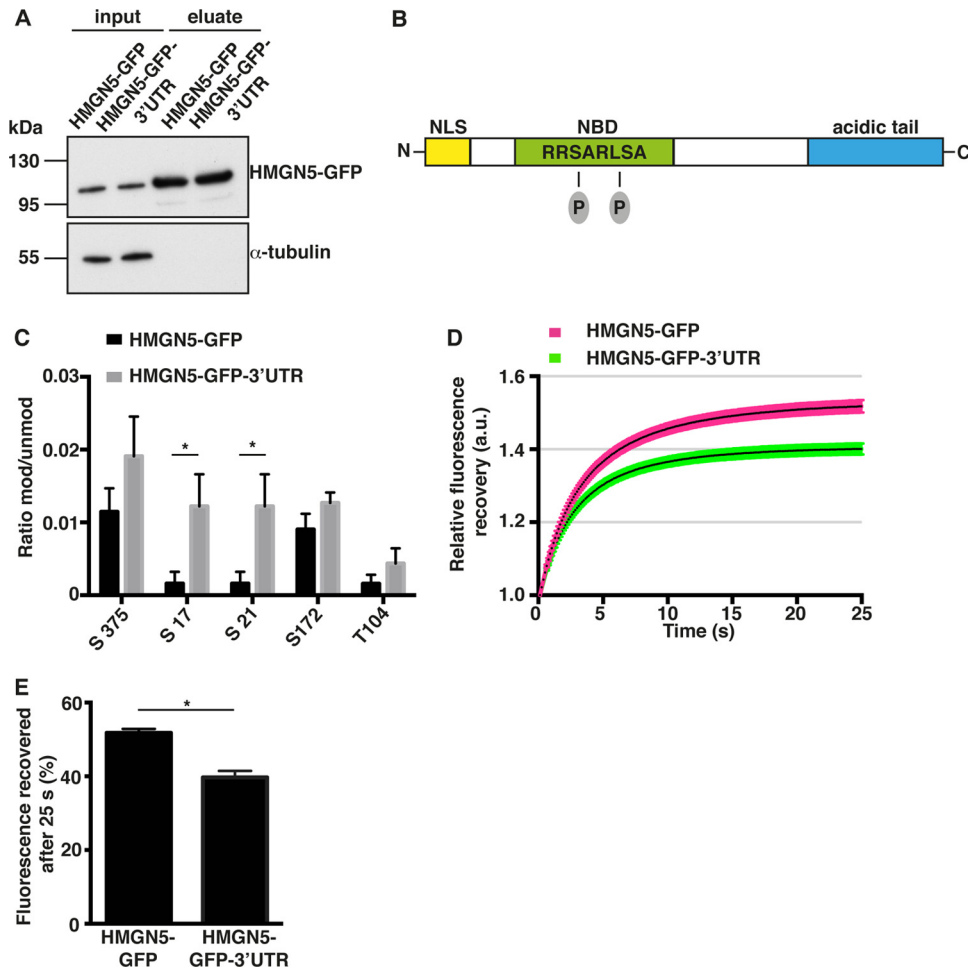 A
input eluate
HMGN5-GFP
HMGN5-GFP-
3'UTR
HMGN5-GFP
HMGN5-GFP-
3'UTR
kDa
130
95
55
HMGN5-GFP
α-tubulin
B
NLS NBD acidic tail
N RRSARLSA C
P P
C
HMGN5-GFP
HMGN5-GFP-3'UTR
Ratio mod/unmod
0.03
0.02
0.01
0
* *
S 375 S 17 S 21 S172 T104
D
HMGN5-GFP
HMGN5-GFP-3'UTR
Relative fluorescence
recovery (a.u.)
1.6
1.4
1.2
1.0
0 5 10 15 20 25
Time (s)
E
Fluorescence recovered
after 25 s (%)
60
40
20
0
*
HMGN5-
GFP
HMGN5-
GFP-3'UTR